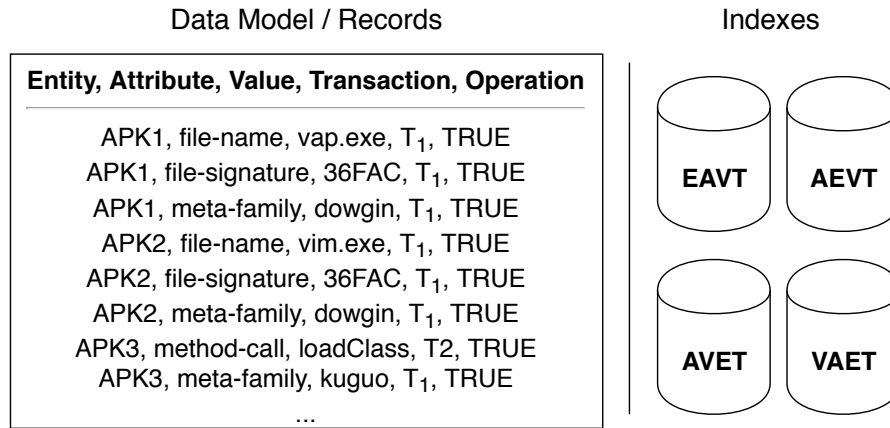 Data Model / Records
Entity, Attribute, Value, Transaction, Operation
APK1, file-name, vap.exe, T₁, TRUE
APK1, file-signature, 36FAC, T₁, TRUE
APK1, meta-family, dowgin, T₁, TRUE
APK2, file-name, vim.exe, T₁, TRUE
APK2, file-signature, 36FAC, T₁, TRUE
APK2, meta-family, dowgin, T₁, TRUE
APK3, method-call, loadClass, T2, TRUE
APK3, meta-family, kuguo, T₁, TRUE
...
Indexes
EAVT
AEVT
AVET
VAET